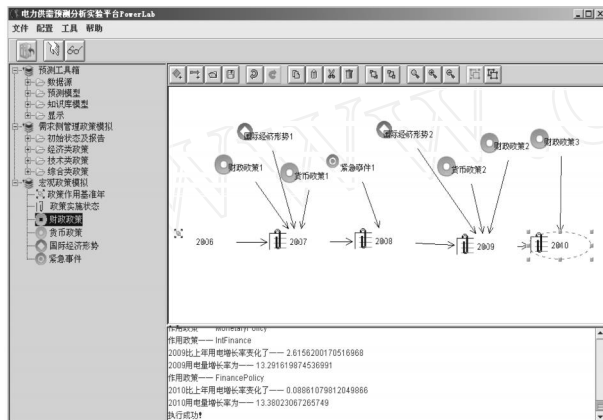 电力供需预测分析实验平台PowerLab
文件 配置 工具 帮助
预测工具箱
数据源
预测模型
知识库模型
显示
需求侧管理政策模拟
初始状态及报告
经济类政策
技术类政策
综合类政策
宏观政策模拟
政策作用基准年
政策实施状态
财政政策
货币政策
国际经济形势
紧急事件
国际经济形势1
国际经济形势2
财政政策2
财政政策3
财政政策1
货币政策1
紧急事件1
货币政策2
2006
2007
2008
2009
2010
作用政策—— MonetaryPolicy
作用政策—— IntFinance
2009比上年用电增长率变化了—— 2.6156200170516968
2009用电量增长率为—— 13.291619874536991
作用政策—— FinancePolicy
2010比上年用电增长率变化了—— 0.08861079812049866
2010用电量增长率为—— 13.38023067265749
执行成功!